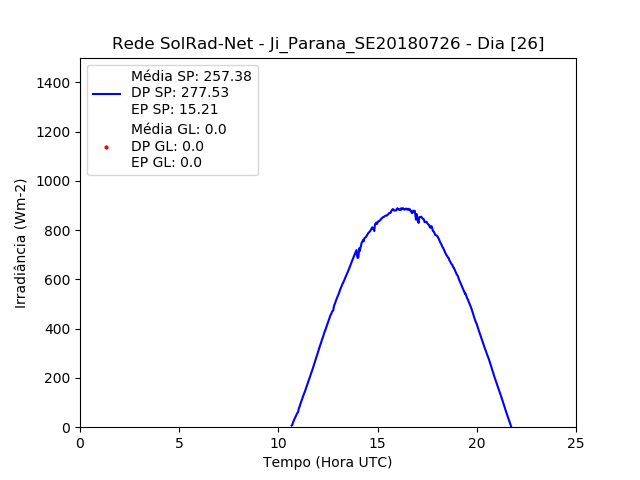 Rede SolRad-Net - Ji_Parana_SE20180726 - Dia [26]
Média SP: 257.38
DP SP: 277.53
EP SP: 15.21
Média GL: 0.0
DP GL: 0.0
EP GL: 0.0
Irradiância (Wm-2)
1400
1200
1000
800
600
400
200
0
0 5 10 15 20 25
Tempo (Hora UTC)